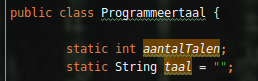 public class Programmeertaal {
static int aantalTalen;
static String taal = "";